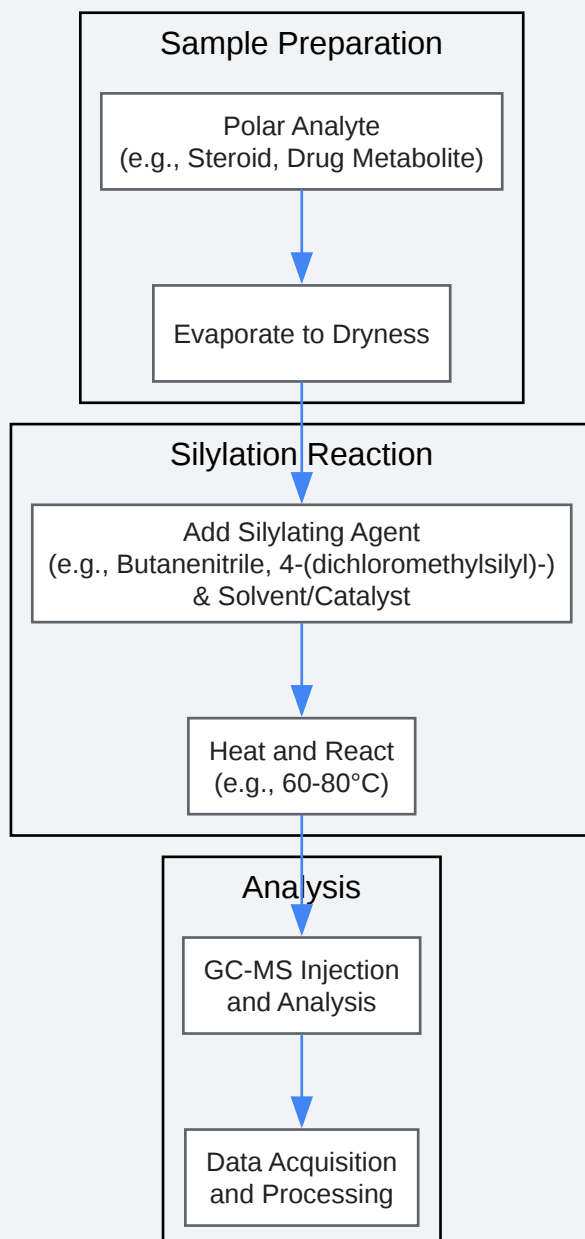 Sample Preparation
Polar Analyte
(e.g., Steroid, Drug Metabolite)
Evaporate to Dryness
Silylation Reaction
Add Silylating Agent
(e.g., Butanenitrile, 4-(dichloromethylsilyl)-)
& Solvent/Catalyst
Heat and React
(e.g., 60-80°C)
Analysis
GC-MS Injection
and Analysis
Data Acquisition
and Processing